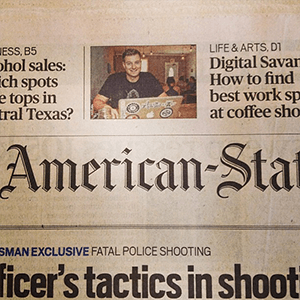 NESS, B5
ohol sales:
ich spots
e tops in
tral Texas?
LIFE & ARTS, D1
Digital Savan
How to find
best work sp
at coffee sho
American-Stat
SMAN EXCLUSIVE FATAL POLICE SHOOTING
ficer's tactics in shoot